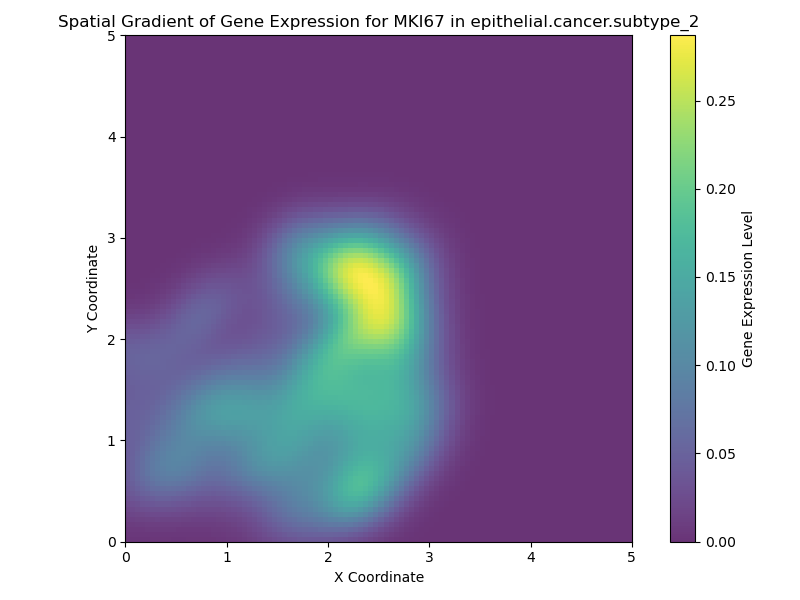 Spatial Gradient of Gene Expression for MKI67 in epithelial.cancer.subtype_2
5
4
3
2
1
0
Y Coordinate
0 1 2 3 4 5
X Coordinate
0.25
0.20
0.15
0.10
0.05
0.00
Gene Expression Level